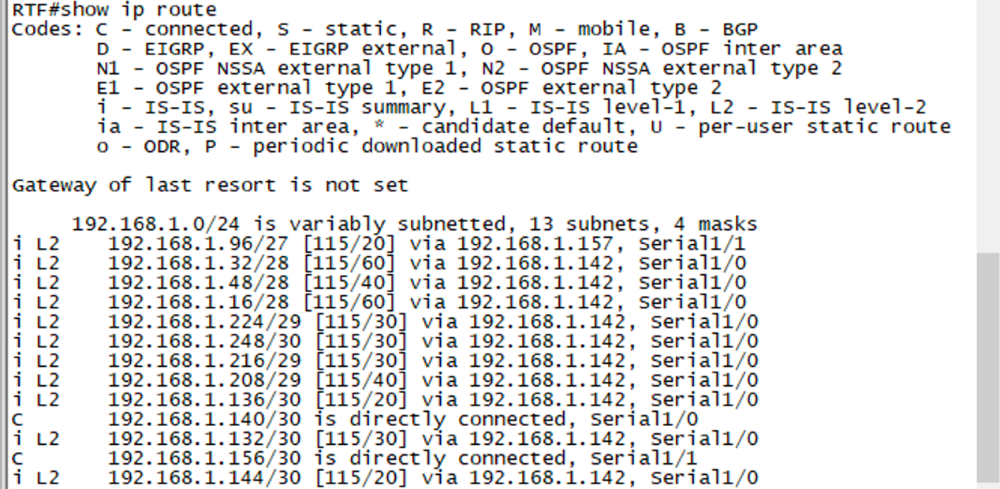 RTF#show ip route
Codes: C - connected, S - static, R - RIP, M - mobile, B - BGP
D - EIGRP, EX - EIGRP external, O - OSPF, IA - OSPF inter area
N1 - OSPF NSSA external type 1, N2 - OSPF NSSA external type 2
E1 - OSPF external type 1, E2 - OSPF external type 2
i - IS-IS, su - IS-IS summary, L1 - IS-IS level-1, L2 - IS-IS level-2
ia - IS-IS inter area, * - candidate default, U - per-user static route
o - ODR, P - periodic downloaded static route
Gateway of last resort is not set
192.168.1.0/24 is variably subnetted, 13 subnets, 4 masks
i L2 192.168.1.96/27 [115/20] via 192.168.1.157, Serial1/1
i L2 192.168.1.32/28 [115/60] via 192.168.1.142, Serial1/0
i L2 192.168.1.48/28 [115/40] via 192.168.1.142, Serial1/0
i L2 192.168.1.16/28 [115/60] via 192.168.1.142, Serial1/0
i L2 192.168.1.224/29 [115/30] via 192.168.1.142, Serial1/0
i L2 192.168.1.248/30 [115/30] via 192.168.1.142, Serial1/0
i L2 192.168.1.216/29 [115/30] via 192.168.1.142, Serial1/0
i L2 192.168.1.208/29 [115/40] via 192.168.1.142, Serial1/0
i L2 192.168.1.136/30 [115/20] via 192.168.1.142, Serial1/0
C 192.168.1.140/30 is directly connected, Serial1/0
i L2 192.168.1.132/30 [115/30] via 192.168.1.142, Serial1/0
C 192.168.1.156/30 is directly connected, Serial1/1
i L2 192.168.1.144/30 [115/20] via 192.168.1.142, Serial1/0